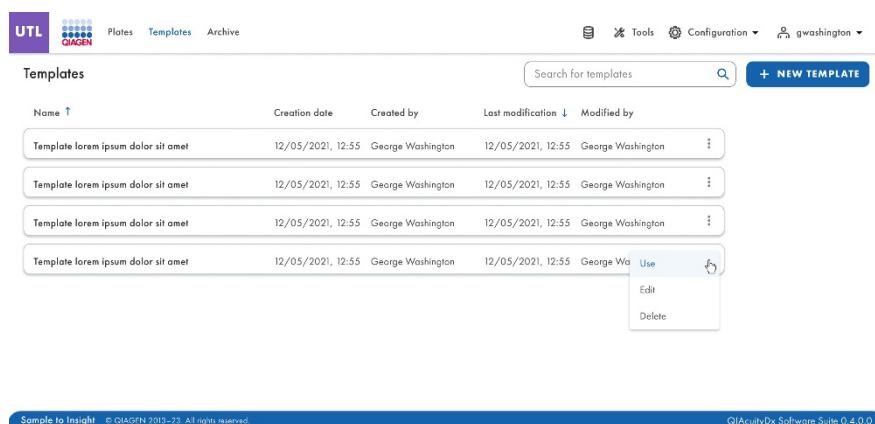 UTL QIAGEN Plates Templates Archive Tools Configuration gwashington
Templates Search for templates + NEW TEMPLATE
Name ↑ Creation date Created by Last modification ↓ Modified by
Template lorem ipsum dolor sit amet 12/05/2021, 12:55 George Washington 12/05/2021, 12:55 George Washington
Template lorem ipsum dolor sit amet 12/05/2021, 12:55 George Washington 12/05/2021, 12:55 George Washington
Template lorem ipsum dolor sit amet 12/05/2021, 12:55 George Washington 12/05/2021, 12:55 George Washington
Template lorem ipsum dolor sit amet 12/05/2021, 12:55 George Washington 12/05/2021, 12:55 George Wa
Use
Edit
Delete
Sample to Insight © QIAGEN 2013–23. All rights reserved. QIAcuityDx Software Suite 0.4.0.0